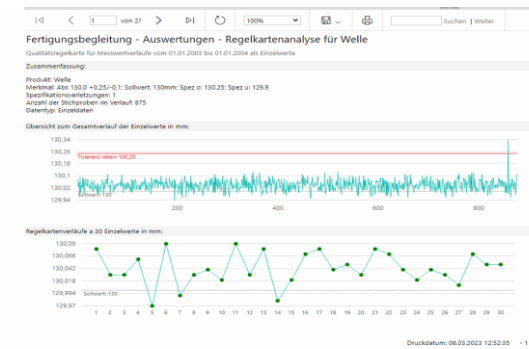 1 von 27 100% Suchen | Weiter
Fertigungsbegleitung - Auswertungen - Regelkartenanalyse für Welle
Qualitätsregelkarte für Messwertverläufe vom 01.01.2003 bis 01.01.2004 als Einzelwerte
Zusammenfassung:
Produkt: Welle
Merkmal: Abs 130,0 +0,25/-0,1; Sollwert: 130mm; Spez o: 130.25; Spez u: 129.9
Spezifikationsverletzungen: 1
Anzahl der Stichproben im Verlauf: 875
Datentyp: Einzeldaten
Übersicht zum Gesamtverlauf der Einzelwerte in mm:
130,34
130,26
Toleranz oben: 130,25
130,18
130,1
130,02
Sollwert: 130
129,94
200 400 600 800
Regelkartenverläufe a 30 Einzelwerte in mm:
130,09
130,066
130,042
130,018
129,994
Sollwert: 130
129,97
1 2 3 4 5 6 7 8 9 10 11 12 13 14 15 16 17 18 19 20 21 22 23 24 25 26 27 28 29 30
Druckdatum: 08.03.2023 12:52:35 - 1